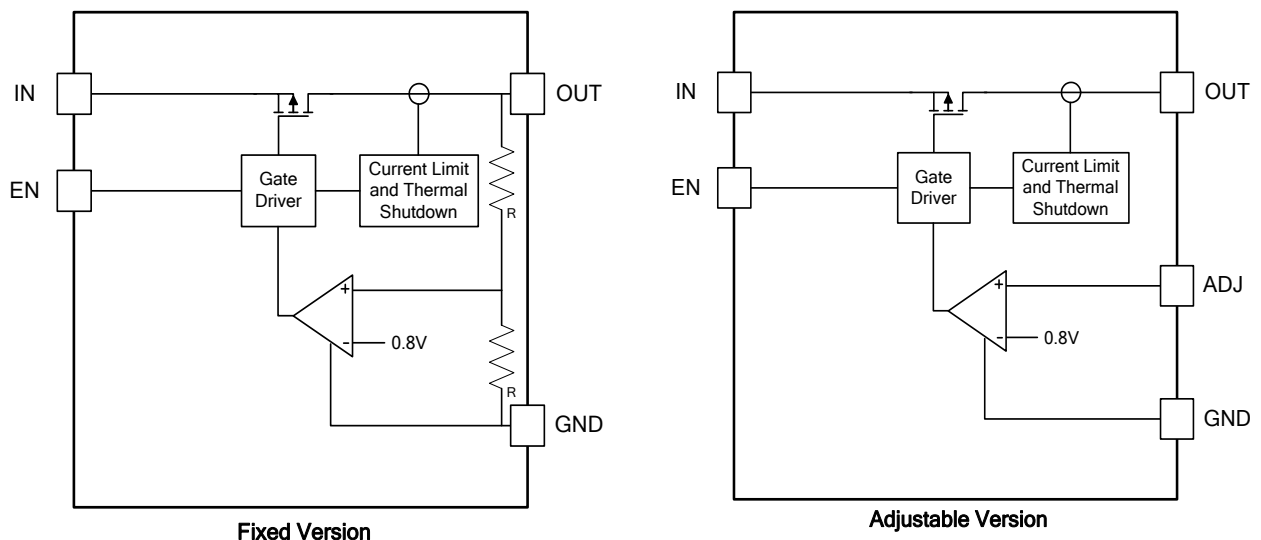 IN
OUT
EN
Gate
Driver
Current Limit
and Thermal
Shutdown
R
+
-
0.8V
R
GND
Fixed Version
IN
OUT
EN
Gate
Driver
Current Limit
and Thermal
Shutdown
ADJ
+
-
0.8V
GND
Adjustable Version